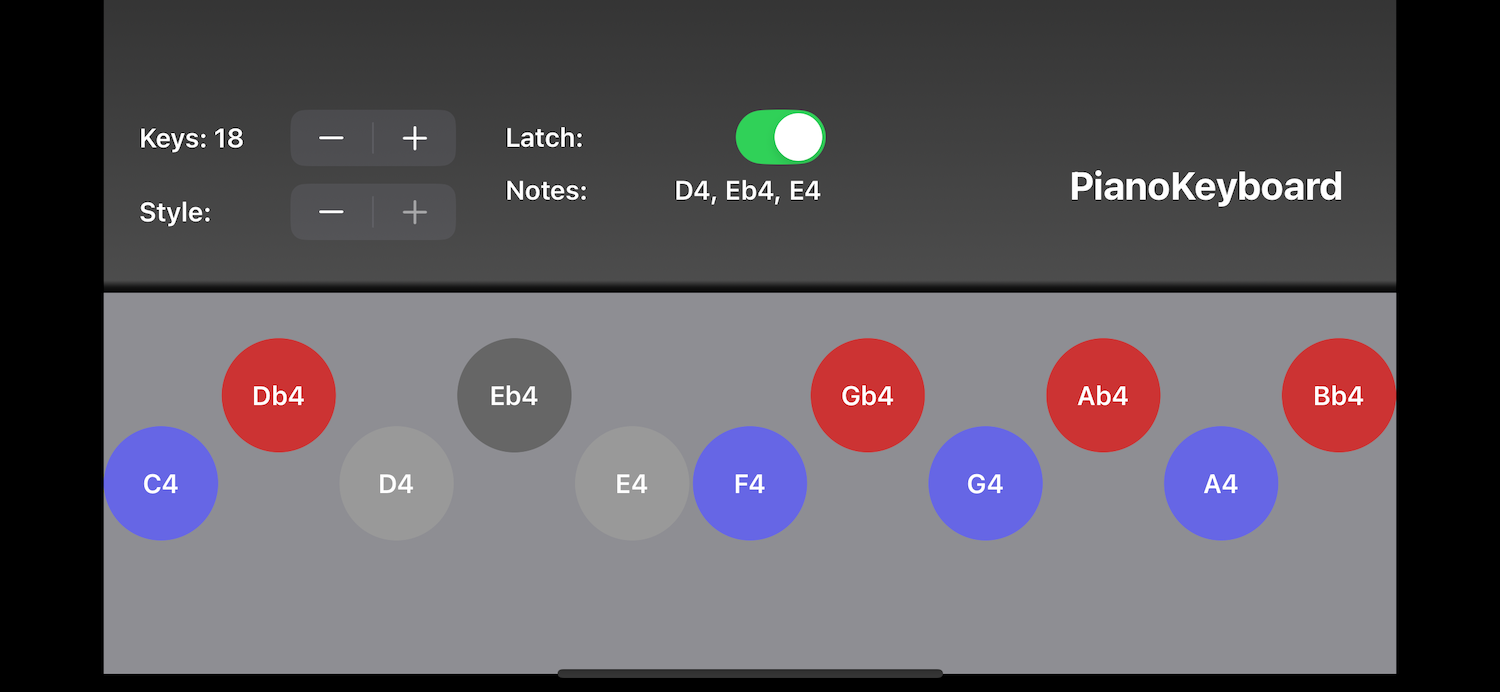 Keys: 18
Style:
Latch:
Notes: D4, Eb4, E4
PianoKeyboard
Db4 Eb4 Gb4 Ab4 Bb4
C4 D4 E4 F4 G4 A4